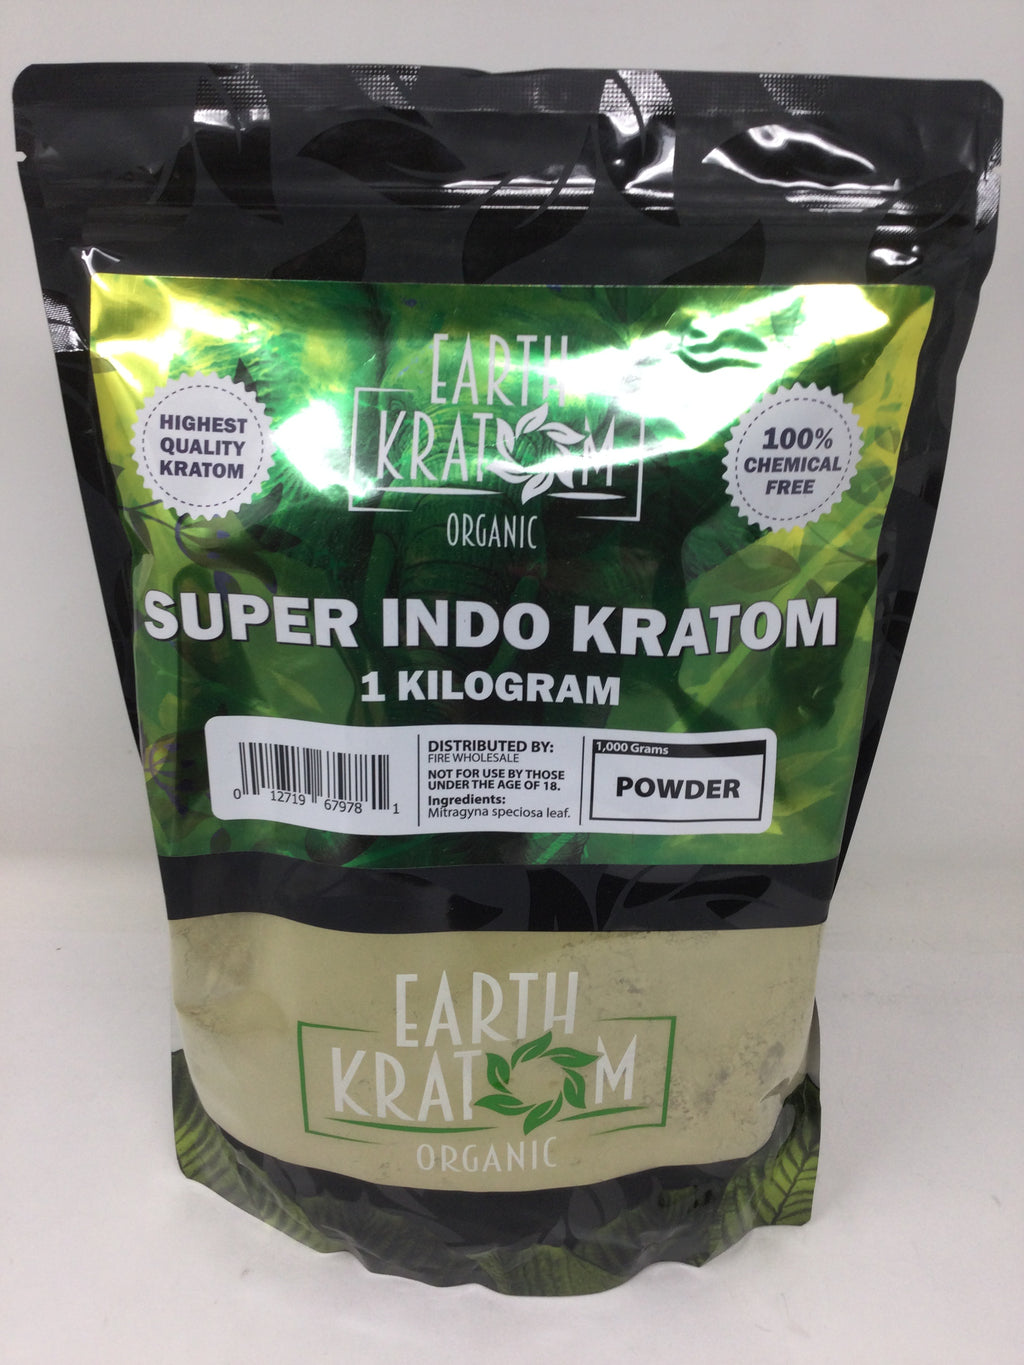 EARTH
KRATOM
ORGANIC
HIGHEST
QUALITY
KRATOM
100%
CHEMICAL
FREE
SUPER INDO KRATOM
1 KILOGRAM
0 12719 67978 1
DISTRIBUTED BY:
FIRE WHOLESALE
NOT FOR USE BY THOSE
UNDER THE AGE OF 18.
Ingredients:
Mitragyna speciosa leaf.
1,000 Grams
POWDER
EARTH
KRATOM
ORGANIC